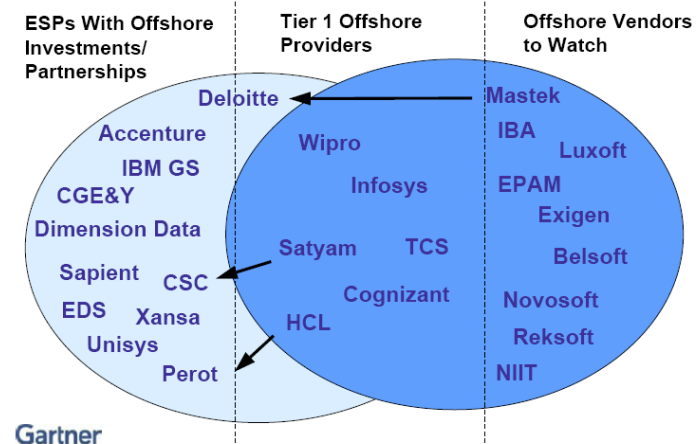 ESPs With Offshore
Investments/
Partnerships
Tier 1 Offshore
Providers
Offshore Vendors
to Watch
Deloitte
Accenture
IBM GS
CGE&Y
Dimension Data
Sapient
CSC
EDS
Xansa
Unisys
Perot
Wipro
Infosys
Satyam
TCS
Cognizant
HCL
Mastek
IBA
Luxoft
EPAM
Exigen
Belsoft
Novosoft
Reksoft
NIIT
Gartner